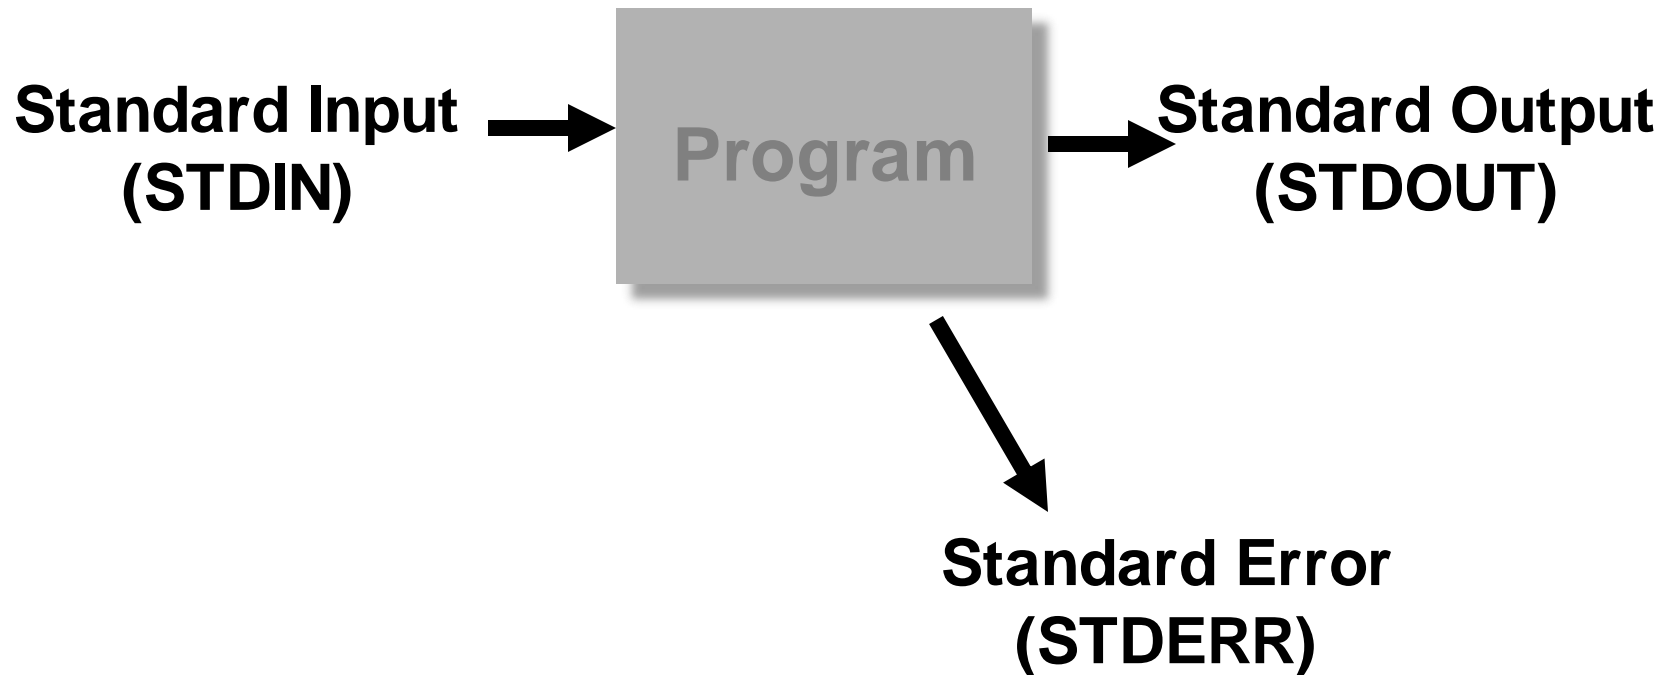 Standard Input
(STDIN)
Program
Standard Output
(STDOUT)
Standard Error
(STDERR)